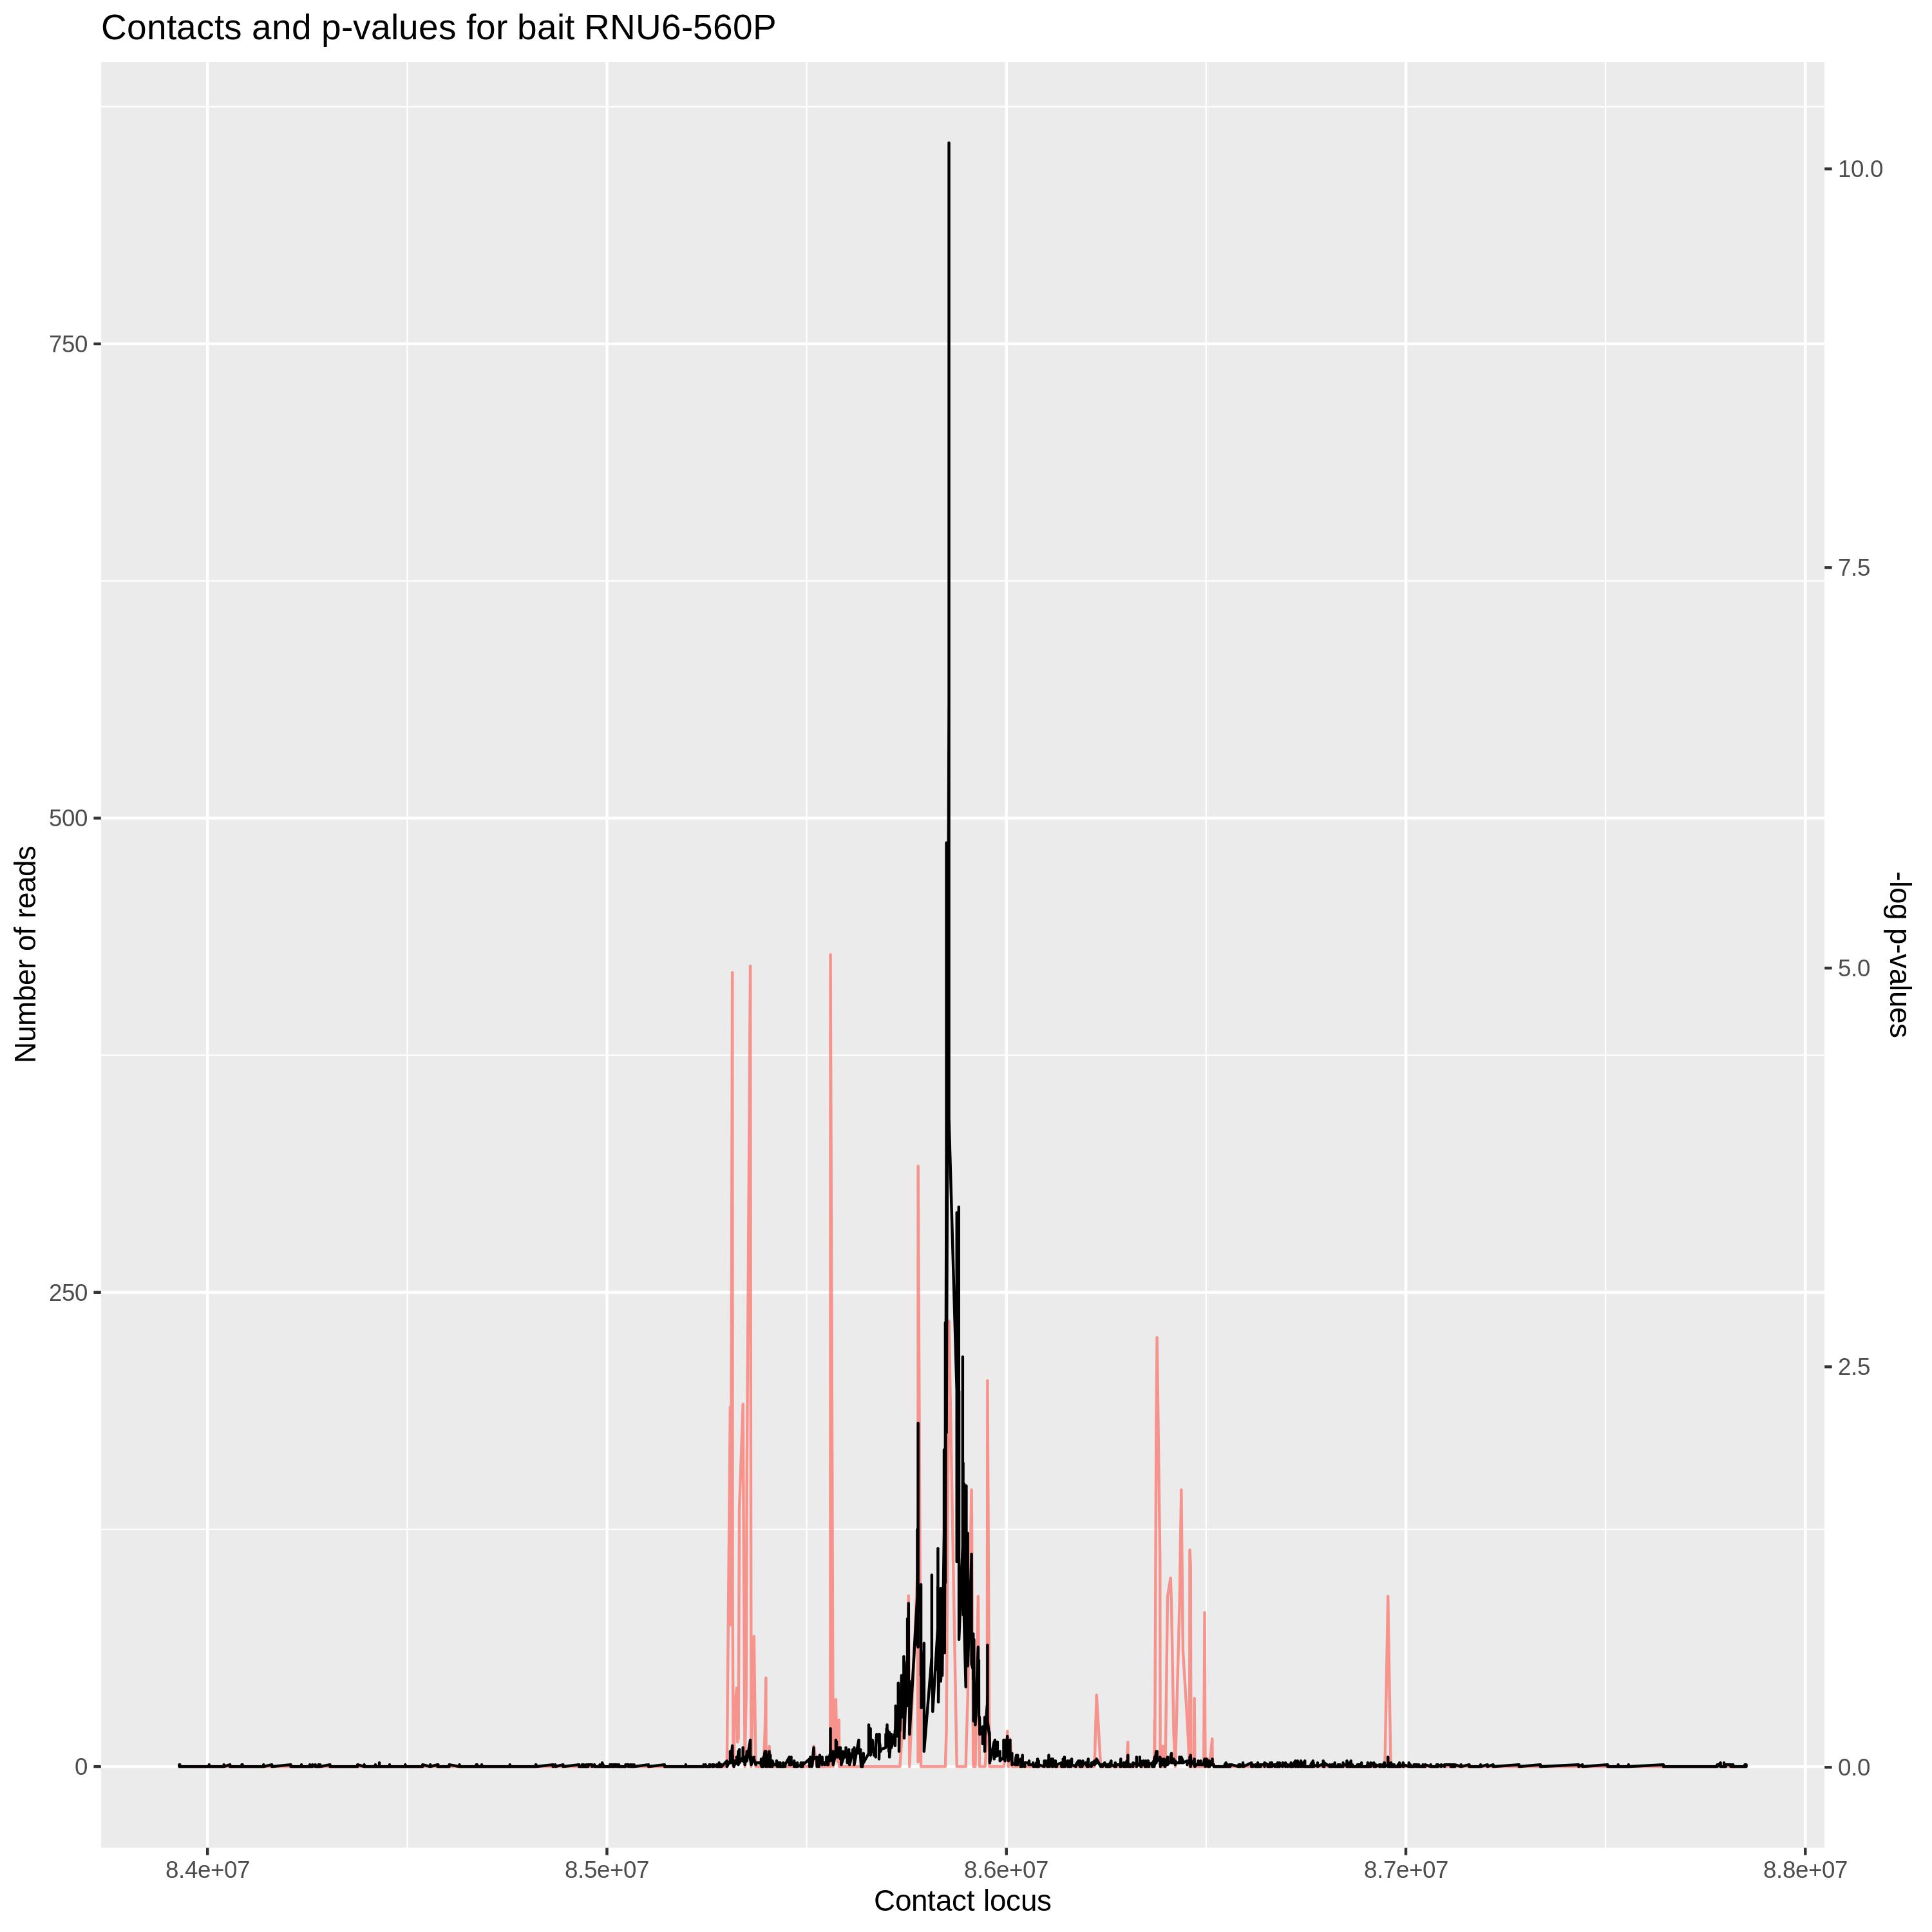 Contacts and p-values for bait RNU6-560P
Number of reads
750
500
250
0
10.0
7.5
5.0
2.5
0.0
-log p-values
8.4e+07
8.5e+07
8.6e+07
8.7e+07
8.8e+07
Contact locus